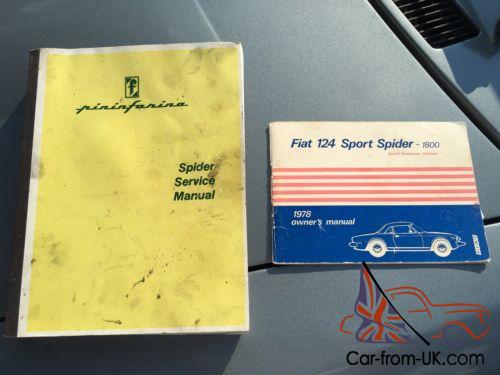 f
pininfarina
Spider
Service
Manual
Fiat 124 Sport Spider - 1800
North American Version
1978
owner's manual
FIAT
Car-from-UK.com